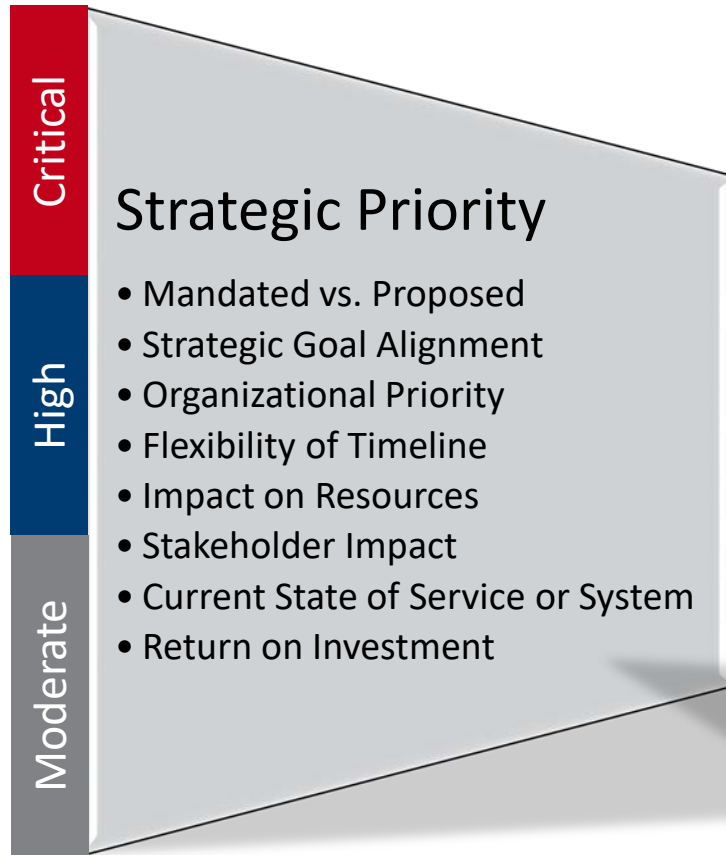 Critical
High
Moderate
Strategic Priority
• Mandated vs. Proposed
• Strategic Goal Alignment
• Organizational Priority
• Flexibility of Timeline
• Impact on Resources
• Stakeholder Impact
• Current State of Service or System
• Return on Investment